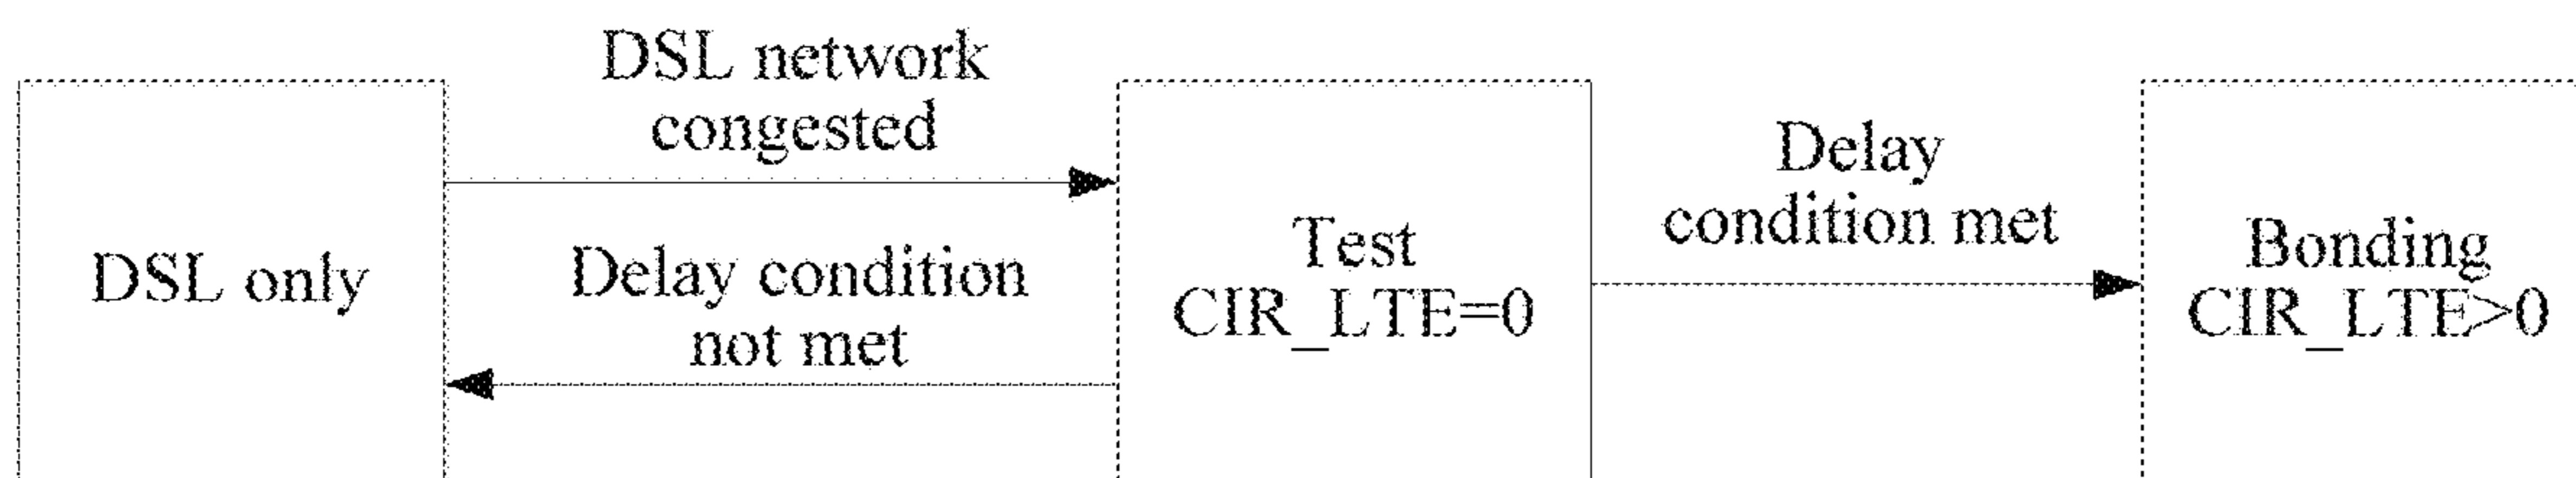 DSL only
DSL network
congested
Delay condition
not met
Test
CIR_LTE=0
Delay
condition met
Bonding
CIR_LTE>0